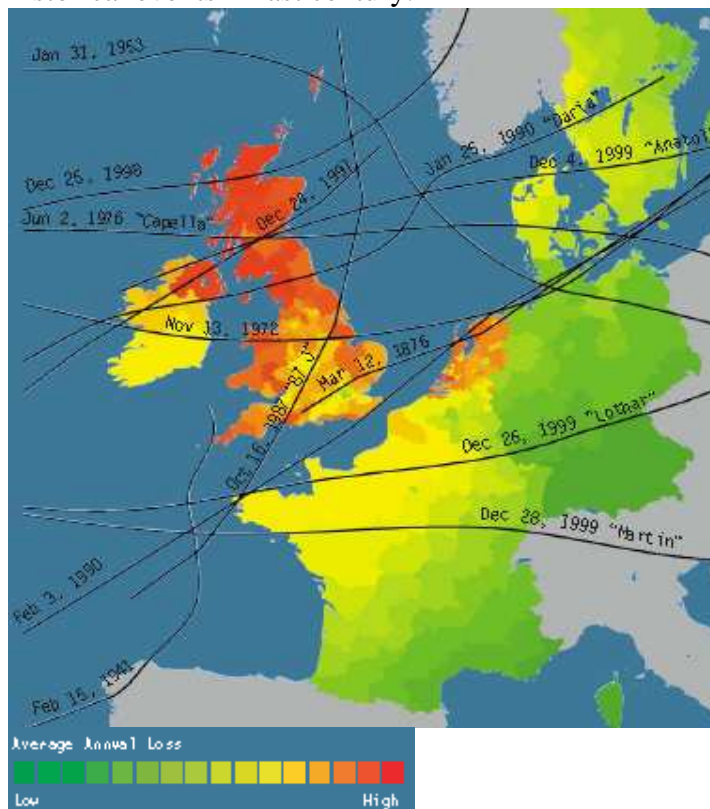 Jan 31, 1953
Jan 25, 1990 "Daria"
Dec 4, 1999 "Anatol
Dec 26, 1998
Dec 24, 1997
Jun 2, 1976 "Capella"
Nov 13, 1972
Mar 12, 1876
Oct 16, 1987 "87J"
Dec 26, 1999 "Lothar"
Dec 28, 1999 "Martin"
Feb 3, 1990
Feb 15, 1941
Average Annual Loss
Low High